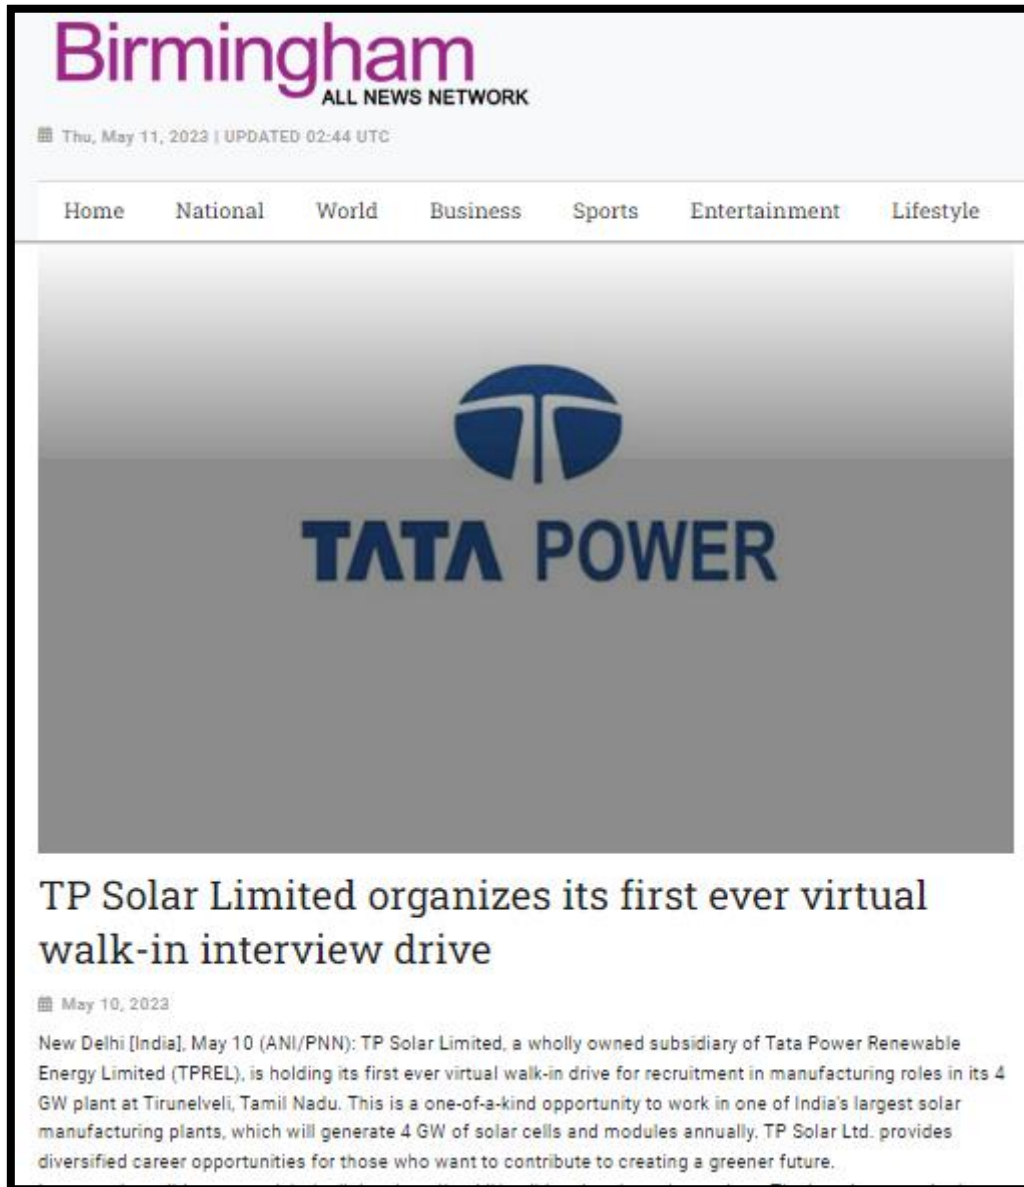 Birmingham
ALL NEWS NETWORK
Thu, May 11, 2023 | UPDATED 02:44 UTC
Home National World Business Sports Entertainment Lifestyle
TATA POWER
TP Solar Limited organizes its first ever virtual
walk-in interview drive
May 10, 2023
New Delhi [India], May 10 (ANI/PNN): TP Solar Limited, a wholly owned subsidiary of Tata Power Renewable
Energy Limited (TPREL), is holding its first ever virtual walk-in drive for recruitment in manufacturing roles in its 4
GW plant at Tirunelveli, Tamil Nadu. This is a one-of-a-kind opportunity to work in one of India's largest solar
manufacturing plants, which will generate 4 GW of solar cells and modules annually. TP Solar Ltd. provides
diversified career opportunities for those who want to contribute to creating a greener future.